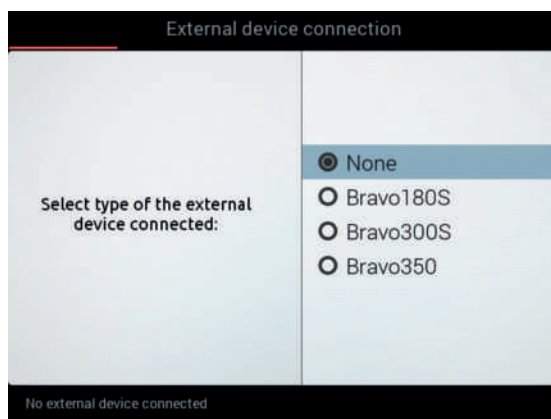 External device connection
Select type of the external
device connected:
None
Bravo180S
Bravo300S
Bravo350
No external device connected